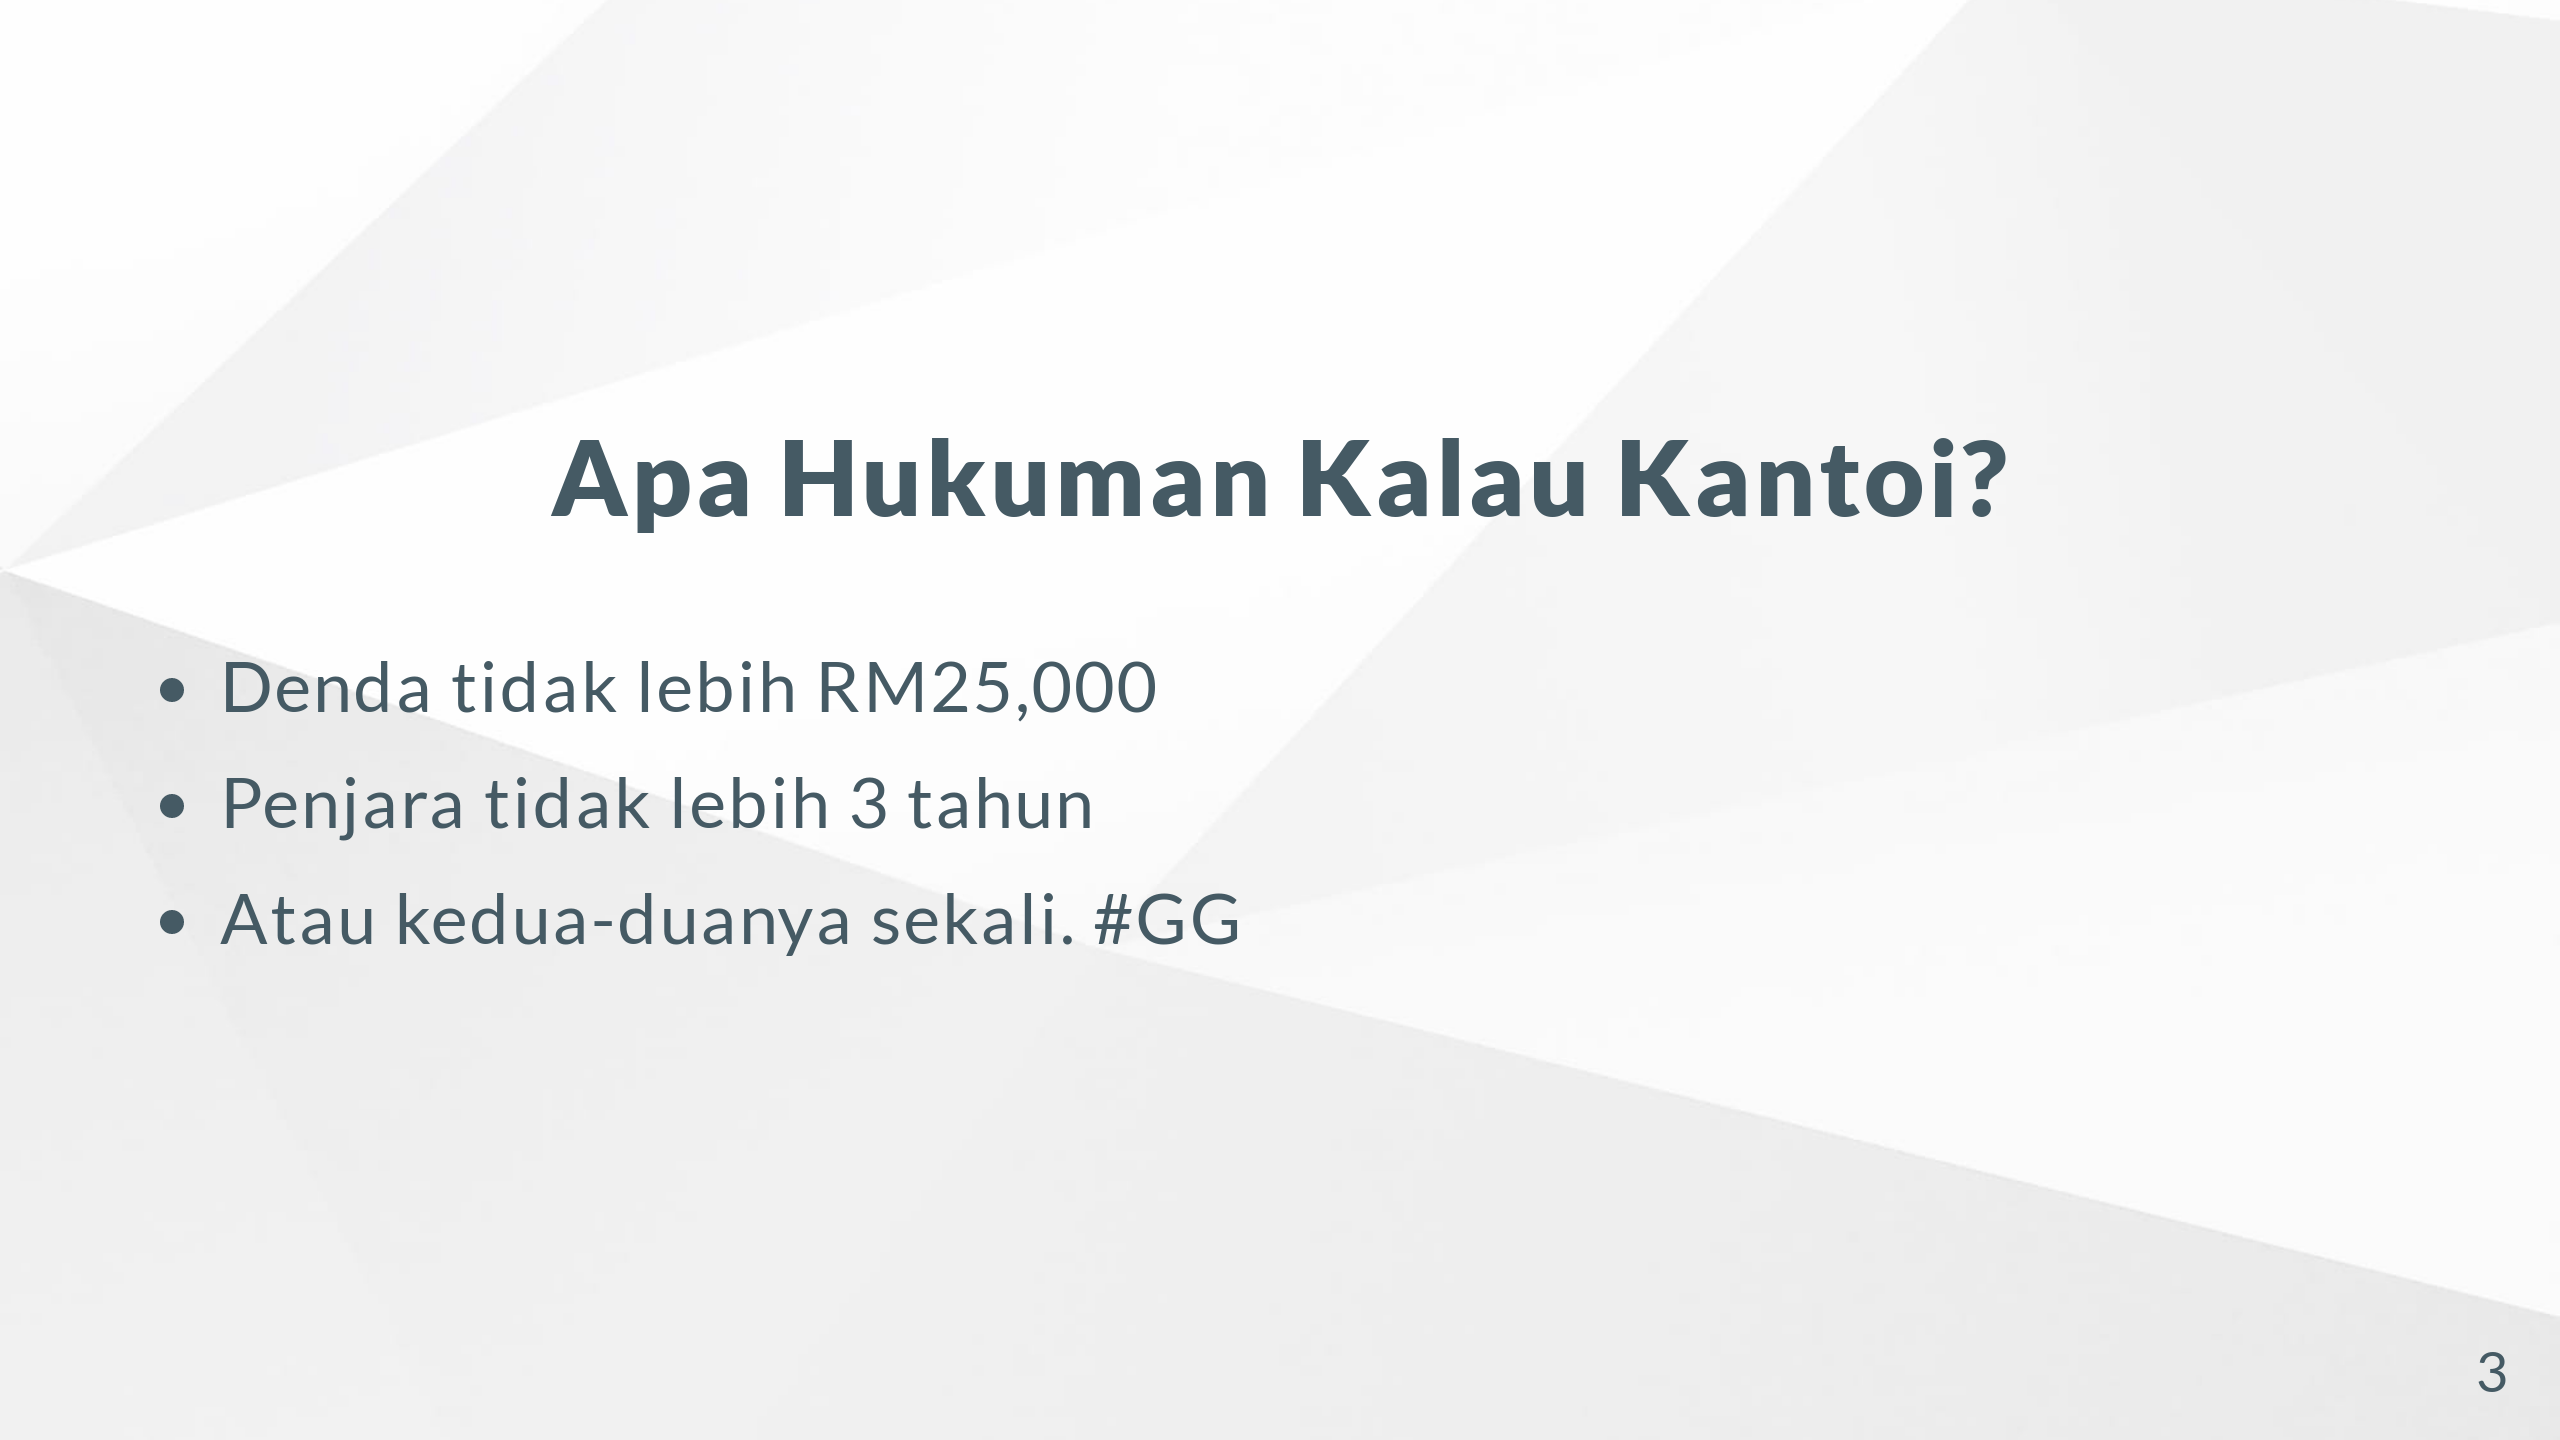 Apa Hukuman Kalau Kantoi?
• Denda tidak lebih RM25,000
• Penjara tidak lebih 3 tahun
• Atau kedua-duanya sekali. #GG
3